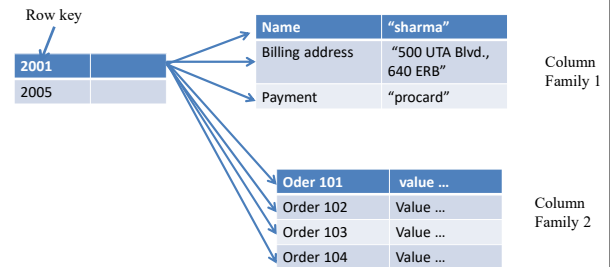 Row key
Name “sharma”
Billing address “500 UTA Blvd.,
640 ERB”
Payment “procard”
Column
Family 1
2001
2005
Oder 101 value ...
Order 102 Value ...
Order 103 Value ...
Order 104 Value ...
Column
Family 2